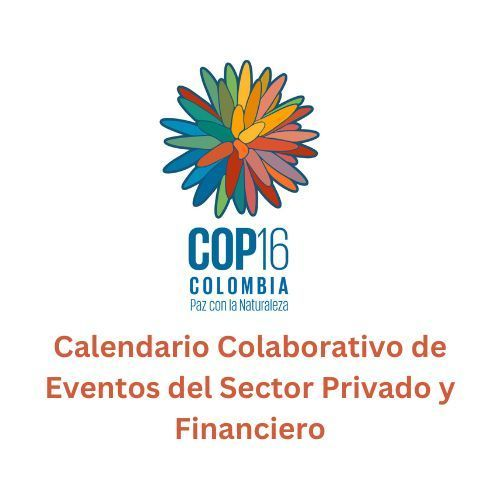 COP16
COLOMBIA
Paz con la Naturaleza
Calendario Colaborativo de
Eventos del Sector Privado y
Financiero